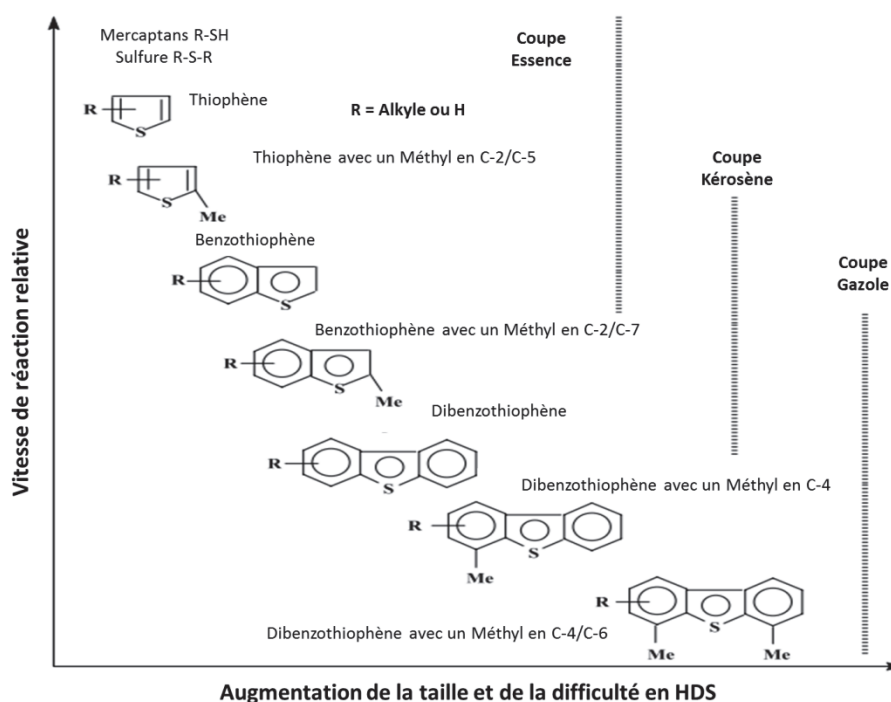 Mercaptans R-SH
Sulfure R-S-R
Coupe
Essence
Thiophène
R
S
R = Alkyle ou H
Thiophène avec un Méthyl en C-2/C-5
R
S
Me
Coupe
Kérosène
Benzothiophène
R
S
Coupe
Gazole
Benzothiophène avec un Méthyl en C-2/C-7
R
S
Me
Dibenzothiophène
R
S
Dibenzothiophène avec un Méthyl en C-4
R
S
Me
R
S
Dibenzothiophène avec un Méthyl en C-4/C-6
Me
Me
Vitesse de réaction relative
Augmentation de la taille et de la difficulté en HDS